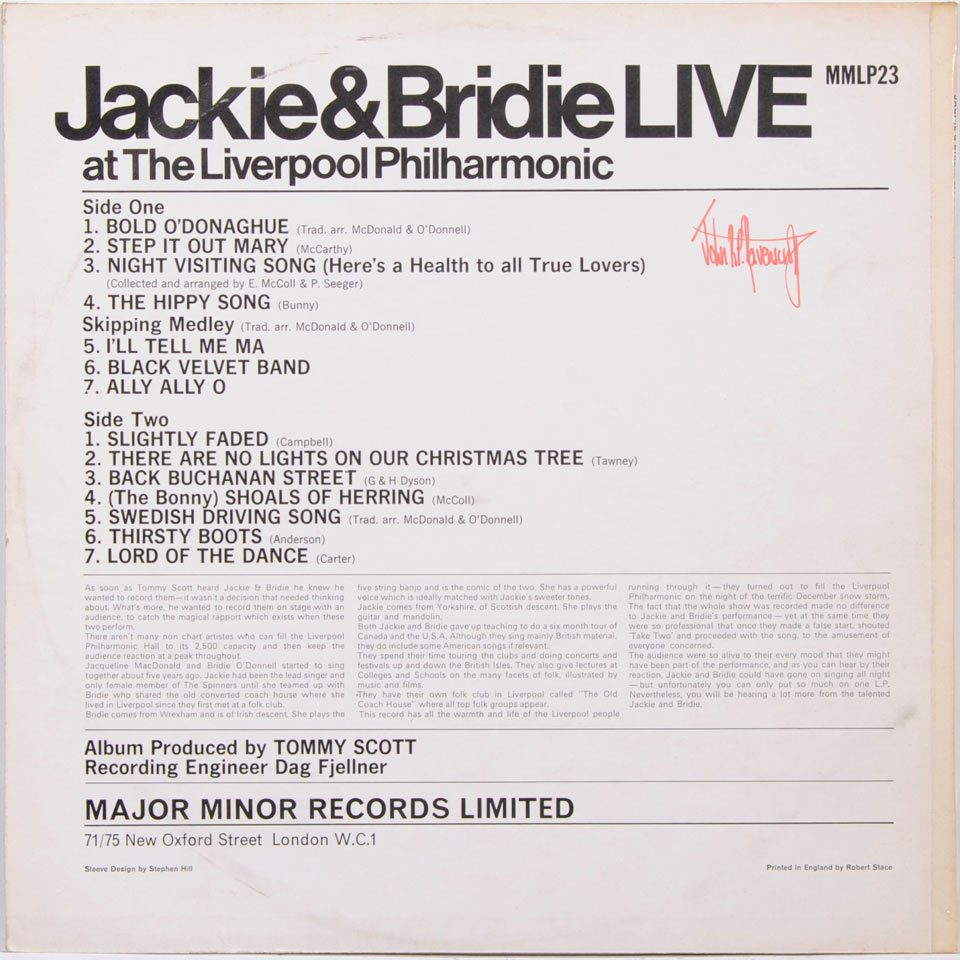 Jackie & Bridie LIVE
MMLP23
at The Liverpool Philharmonic
Side One
1. BOLD O'DONAGHUE (Trad. arr. McDonald & O'Donnell)
2. STEP IT OUT MARY (McCarthy)
3. NIGHT VISITING SONG (Here's a Health to all True Lovers)
(Collected and arranged by E. McColl & P. Seeger)
4. THE HIPPY SONG (Bunny)
Skipping Medley (Trad. arr. McDonald & O'Donnell)
5. I'LL TELL ME MA
6. BLACK VELVET BAND
7. ALLY ALLY O
Side Two
1. SLIGHTLY FADED (Campbell)
2. THERE ARE NO LIGHTS ON OUR CHRISTMAS TREE (Tawney)
3. BACK BUCHANAN STREET (G & H Dyson)
4. (The Bonny) SHOALS OF HERRING (McColl)
5. SWEDISH DRIVING SONG (Trad. arr. McDonald & O'Donnell)
6. THIRSTY BOOTS (Anderson)
7. LORD OF THE DANCE (Carter)
As soon as Tommy Scott heard Jackie & Bridie he knew he
wanted to record them—it wasn't a decision that needed thinking
about. What's more, he wanted to record them on stage with an
audience, to catch the magical rapport which exists when these
two perform.
There aren't many non chart artistes who can fill the Liverpool
Philharmonic Hall to its 2,500 capacity and then keep the
audience reaction at a peak throughout.
Jacqueline MacDonald and Bridie O'Donnell started to sing
together about five years ago. Jackie had been the lead singer and
only female member of The Spinners until she teamed up with
Bridie who shared the old converted coach house where she
lived in Liverpool since they first met at a folk club.
Bridie comes from Wrexham and is of Irish descent. She plays the
five string banjo and is the comic of the two. She has a powerful
voice which is ideally matched with Jackie's sweeter tones.
Jackie comes from Yorkshire, of Scottish descent. She plays the
guitar and mandolin.
Both Jackie and Bridie gave up teaching to do a six month tour of
Canada and the U.S.A. Although they sing mainly British material,
they do include some American songs if relevant.
They spend their time touring the clubs and doing concerts and
festivals up and down the British Isles. They also give lectures at
Colleges and Schools on the many facets of folk, illustrated by
music and films.
They have their own folk club in Liverpool called "The Old
Coach House" where all top folk groups appear.
This record has all the warmth and life of the Liverpool people
running through it—they turned out to fill the Liverpool
Philharmonic on the night of the terrific December snow storm.
The fact that the whole show was recorded made no difference
to Jackie and Bridie's performance — yet at the same time they
were so professional that once they made a false start, shouted
'Take Two' and proceeded with the song, to the amusement of
everyone concerned.
The audience were so alive to their every mood that they might
have been part of the performance, and as you can hear by their
reaction, Jackie and Bridie could have gone on singing all night
—but unfortunately you can only put so much on one L.P.
Nevertheless, you will be hearing a lot more from the talented
Jackie and Bridie.
Album Produced by TOMMY SCOTT
Recording Engineer Dag Fjellner
MAJOR MINOR RECORDS LIMITED
71/75 New Oxford Street London W.C.1
Sleeve Design by Stephen Hill
Printed in England by Robert Stace